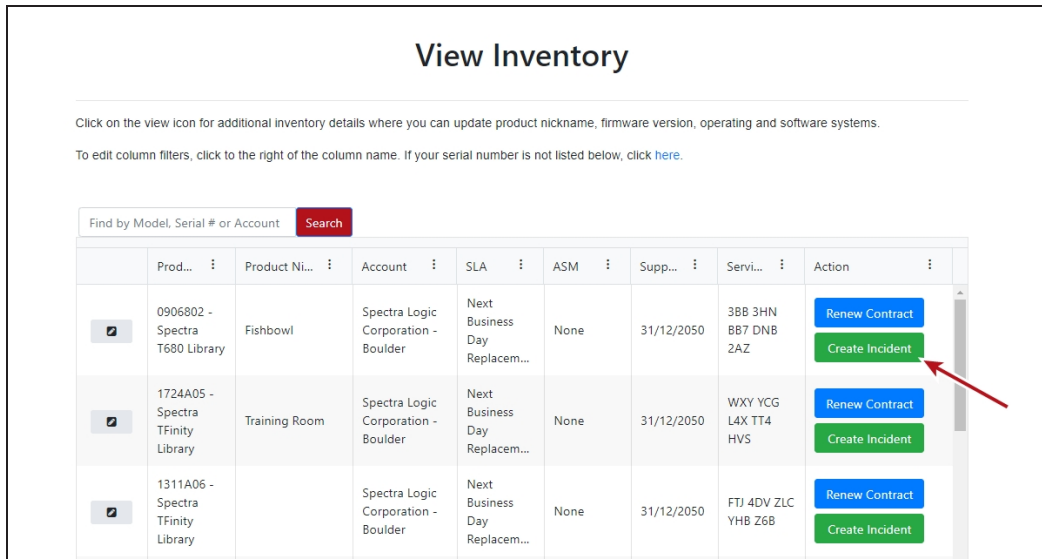 View Inventory
Click on the view icon for additional inventory details where you can update product nickname, firmware version, operating and software systems.
To edit column filters, click to the right of the column name. If your serial number is not listed below, click here.
Find by Model, Serial # or Account Search
Prod... Product Ni... Account SLA ASM Supp... Servi... Action
0906802 -
Spectra
T680 Library
Fishbowl
Spectra Logic
Corporation -
Boulder
Next
Business
Day
Replacem...
None
31/12/2050
3BB 3HN
BB7 DNB
2AZ
Renew Contract
Create Incident
1724A05 -
Spectra
TFinity
Library
Training Room
Spectra Logic
Corporation -
Boulder
Next
Business
Day
Replacem...
None
31/12/2050
WXY YCG
L4X TT4
HVS
Renew Contract
Create Incident
1311A06 -
Spectra
TFinity
Library
Spectra Logic
Corporation -
Boulder
Next
Business
Day
Replacem...
None
31/12/2050
FTJ 4DV ZLC
YHB Z6B
Renew Contract
Create Incident